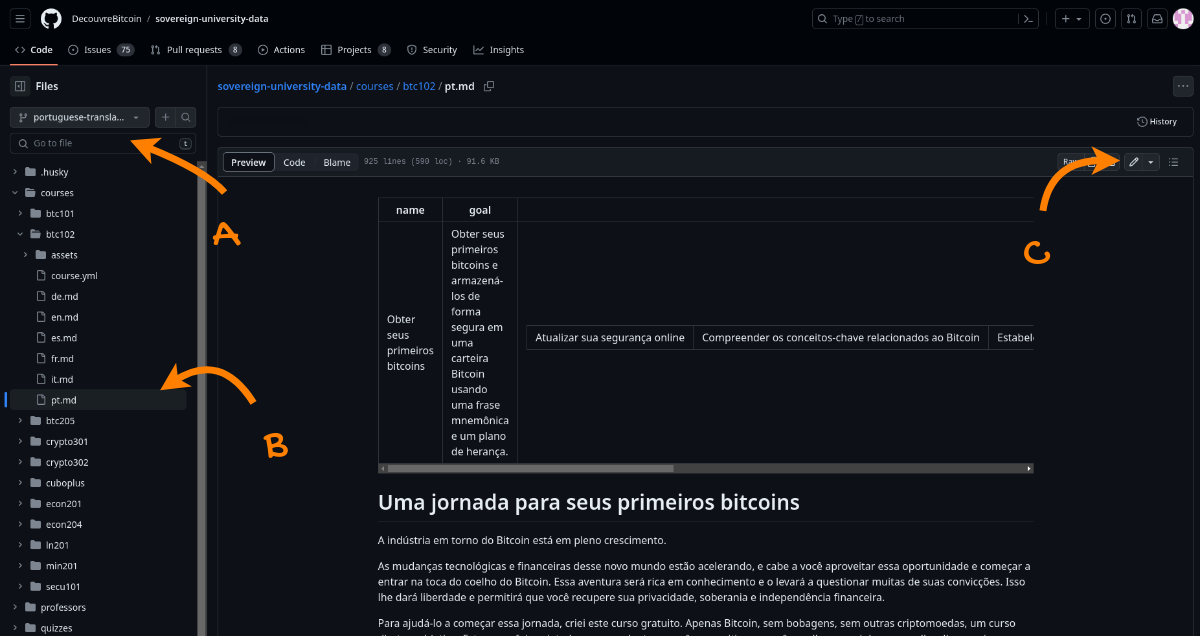 DecouvreBitcoin / sovereign-university-data
Type / to search
Code
Issues 75
Pull requests 8
Actions
Projects 8
Security
Insights
Files
sovereign-university-data / courses / btc102 / pt.md
portuguese-transla...
History
Go to file
t
Preview
Code
Blame
925 lines (590 loc) · 91.6 KB
Raw
.husky
courses
btc101
btc102
assets
course.yml
de.md
en.md
es.md
fr.md
it.md
pt.md
btc205
crypto301
crypto302
cuboplus
econ201
econ204
ln201
min201
secu101
professors
quizzes
A
B
C
name
goal
Obter seus primeiros bitcoins
Obter seus
primeiros
bitcoins e
armazená-
los de
forma
segura em
uma
carteira
Bitcoin
usando
uma frase
mnemônica
e um plano
de herança.
Atualizar sua segurança online
Compreender os conceitos-chave relacionados ao Bitcoin
Uma jornada para seus primeiros bitcoins
A indústria em torno do Bitcoin está em pleno crescimento.
As mudanças tecnológicas e financeiras desse novo mundo estão acelerando, e cabe a você aproveitar essa oportunidade e começar a
entrar na toca do coelho do Bitcoin. Essa aventura será rica em conhecimento e o levará a questionar muitas de suas convicções. Isso
lhe dará liberdade e permitirá que você recupere sua privacidade, soberania e independência financeira.
Para ajudá-lo a começar essa jornada, criei este curso gratuito. Apenas Bitcoin, sem bobagens, sem outras criptomoedas, um curso